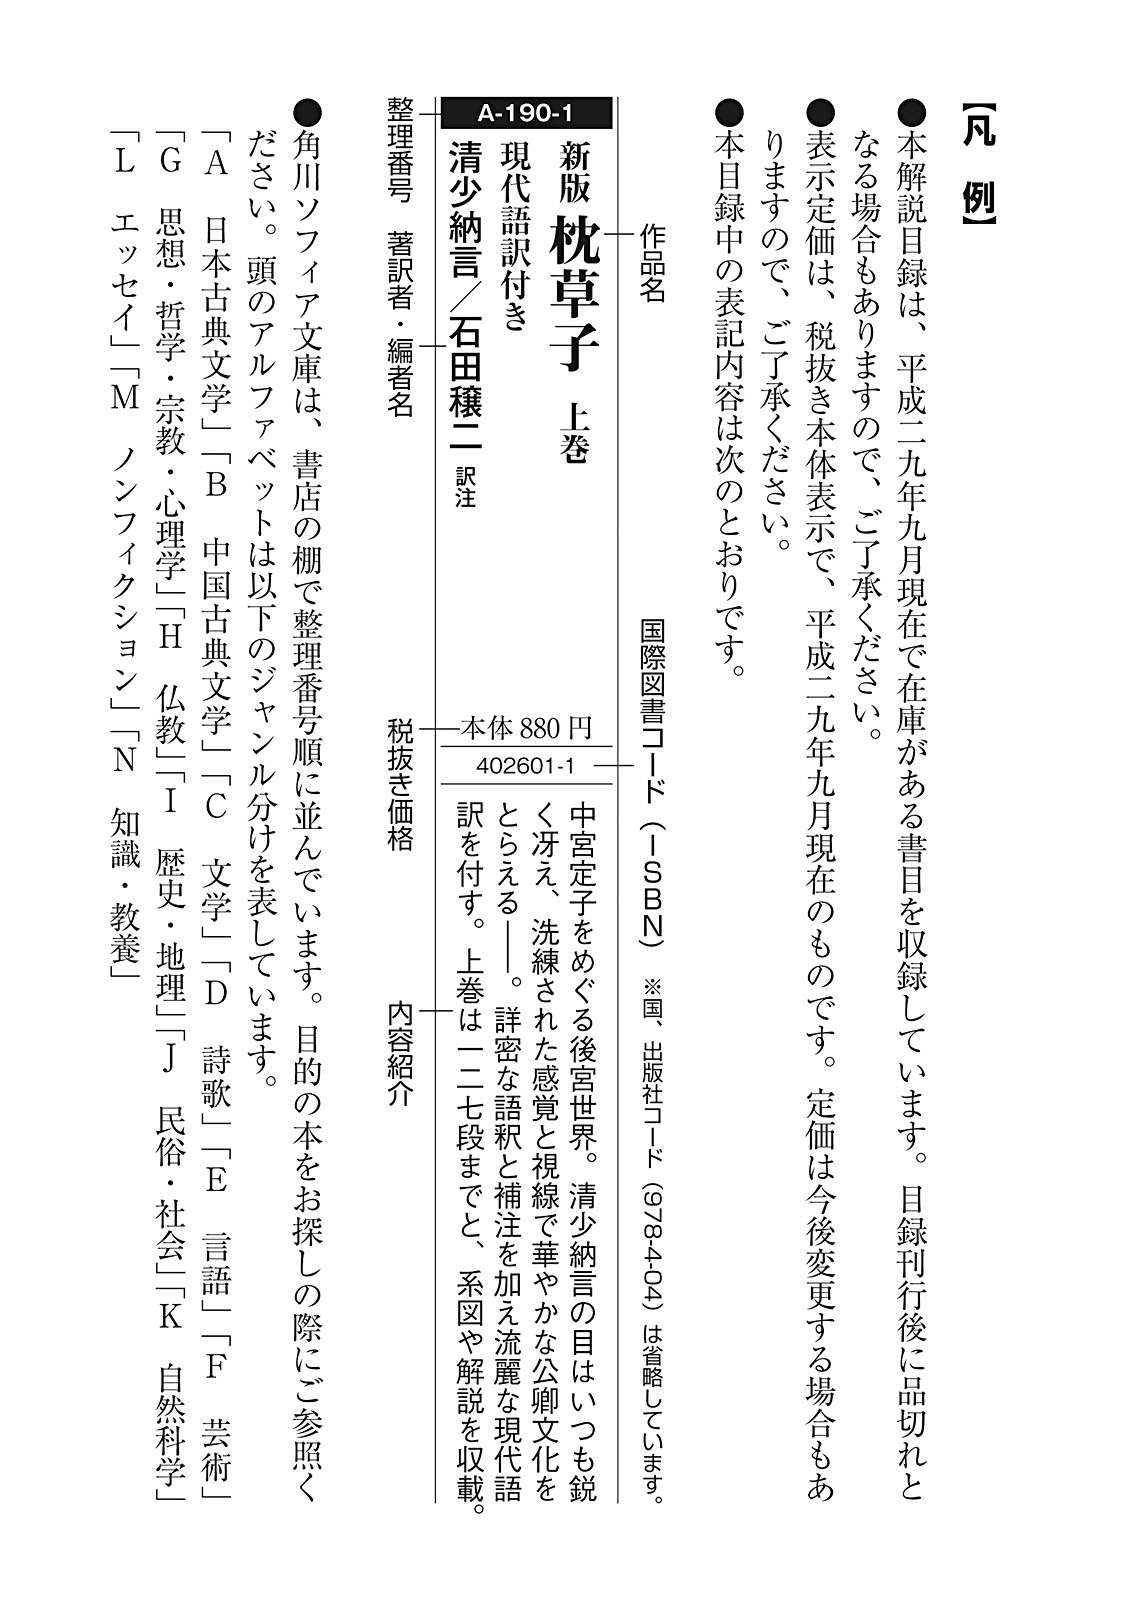 【凡　例】
●本解説目録は、平成二九年九月現在で在庫がある書目を収録しています。目録刊行後に品切れと
なる場合もありますので、ご了承ください。
●表示定価は、税抜き本体表示で、平成二九年九月現在のものです。定価は今後変更する場合もあ
りますので、ご了承ください。
●本目録中の表記内容は次のとおりです。
作品名
国際図書コード（ISBN）　※国、出版社コード（978-4-04）は省略しています。
A-190-1
新版 枕草子　上巻
現代語訳付き
清少納言／石田穣二 訳注
本体 880 円
402601-1
中宮定子をめぐる後宮世界。清少納言の目はいつも鋭
く冴え、洗練された感覚と視線で華やかな公卿文化を
とらえる――。詳密な語釈と補注を加え流麗な現代語
訳を付す。上巻は一二七段までと、系図や解説を収載。
整理番号
著訳者・編者名
税抜き価格
内容紹介
●角川ソフィア文庫は、書店の棚で整理番号順に並んでいます。目的の本をお探しの際にご参照く
ださい。頭のアルファベットは以下のジャンル分けを表しています。
「A　日本古典文学」「B　中国古典文学」「C　文学」「D　詩歌」「E　言語」「F　芸術」
「G　思想・哲学・宗教・心理学」「H　仏教」「I　歴史・地理」「J　民俗・社会」「K　自然科学」
「L　エッセイ」「M　ノンフィクション」「N　知識・教養」